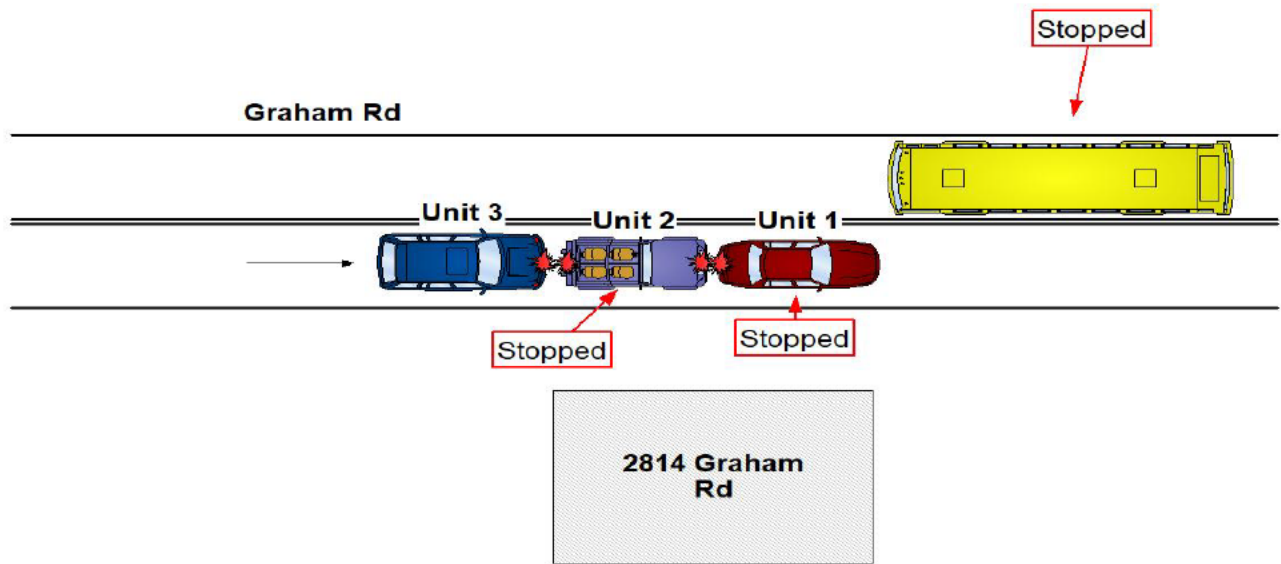 Stopped
Graham Rd
Unit 3
Unit 2
Unit 1
Stopped
Stopped
2814 Graham
Rd